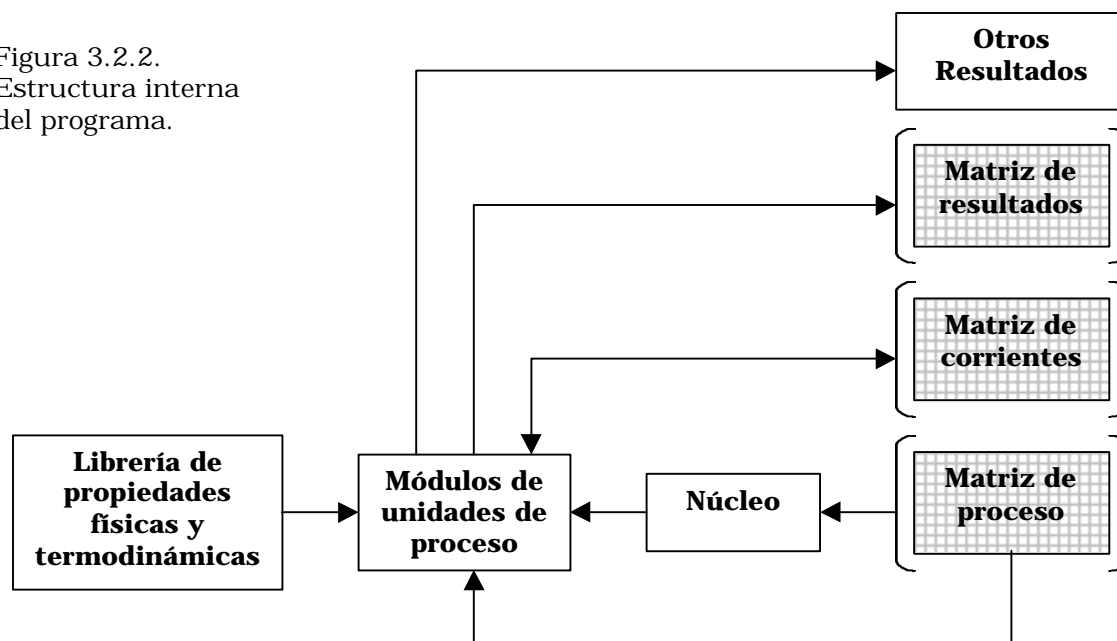 Figura 3.2.2.
Estructura interna
del programa.
Otros
Resultados
Matriz de
resultados
Matriz de
corrientes
Librería de
propiedades
físicas y
termodinámicas
Módulos de
unidades de
proceso
Núcleo
Matriz de
proceso